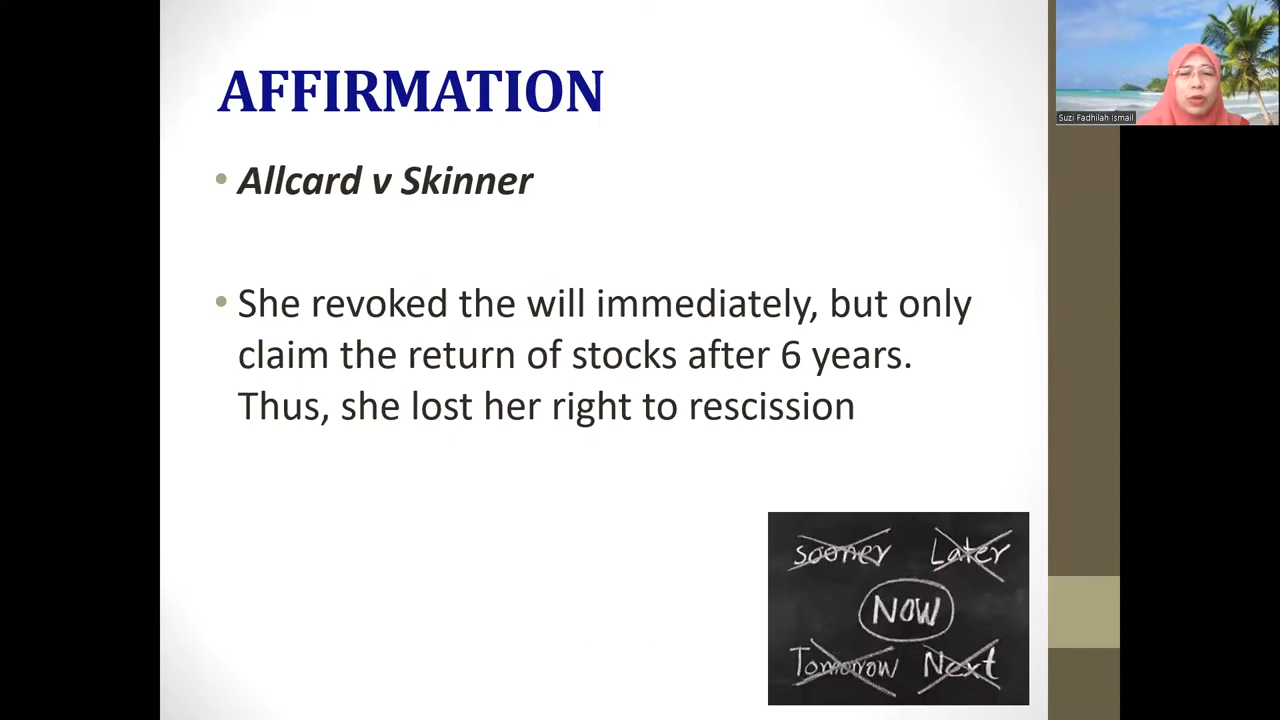 AFFIRMATION
Suzi Fadhilah Ismail
• Allcard v Skinner
• She revoked the will immediately, but only
claim the return of stocks after 6 years.
Thus, she lost her right to rescission
sooner Later
NOW
Tomorrow Next